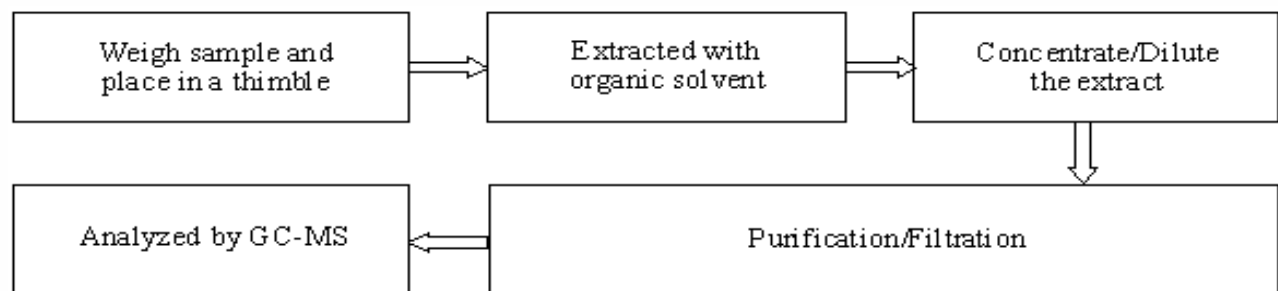 Weigh sample and
place in a thimble
Extracted with
organic solvent
Concentrate/Dilute
the extract
Purification/Filtration
Analyzed by GC-MS